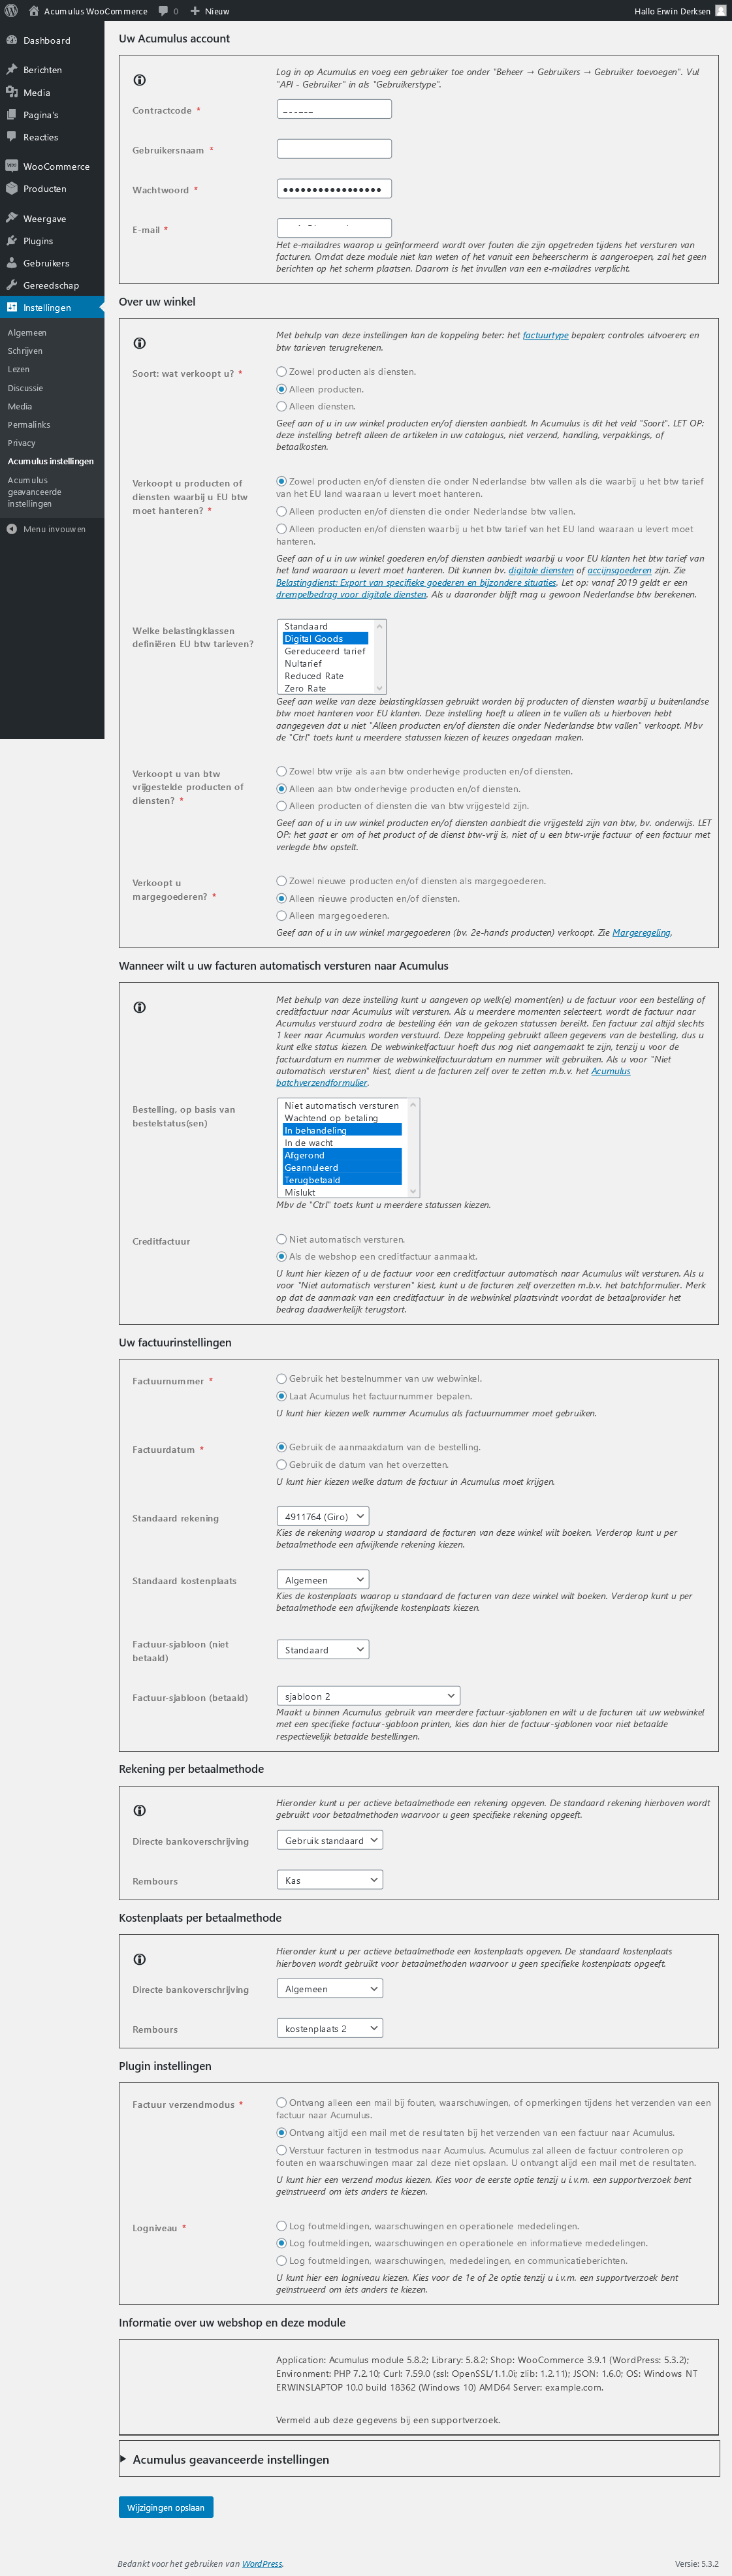 Acumulus WooCommerce 0 Nieuw Hallo Erwin Derksen
Dashboard
Berichten
Media
Pagina's
Reacties
WooCommerce
Producten
Weergave
Plugins
Gebruikers
Gereedschap
Instellingen
Algemeen
Schrijven
Lezen
Discussie
Media
Permalinks
Privacy
Acumulus instellingen
Acumulus
geavanceerde
instellingen
Menu invouwen
Uw Acumulus account
Log in op Acumulus en voeg een gebruiker toe onder "Beheer → Gebruikers → Gebruiker toevoegen". Vul
"API - Gebruiker" in als "Gebruikerstype".
Contractcode *
Gebruikersnaam *
Wachtwoord *
E-mail *
Het e-mailadres waarop u geïnformeerd wordt over fouten die zijn opgetreden tijdens het versturen van
facturen. Omdat deze module niet kan weten of het vanuit een beheerscherm is aangeroepen, zal het geen
berichten op het scherm plaatsen. Daarom is het invullen van een e-mailadres verplicht.
Over uw winkel
Met behulp van deze instellingen kan de koppeling beter: het factuurtype bepalen; controles uitvoeren; en
btw tarieven terugrekenen.
Soort: wat verkoopt u? *
Zowel producten als diensten.
Alleen producten.
Alleen diensten.
Geef aan of u in uw winkel producten en/of diensten aanbiedt. In Acumulus is dit het veld "Soort". LET OP:
deze instelling betreft alleen de artikelen in uw catalogus, niet verzend, handling, verpakkings, of
betaalkosten.
Verkoopt u producten of
diensten waarbij u EU btw
moet hanteren? *
Zowel producten en/of diensten die onder Nederlandse btw vallen als die waarbij u het btw tarief
van het EU land waaraan u levert moet hanteren.
Alleen producten en/of diensten die onder Nederlandse btw vallen.
Alleen producten en/of diensten waarbij u het btw tarief van het EU land waaraan u levert moet
hanteren.
Geef aan of u in uw winkel goederen en/of diensten aanbiedt waarbij u voor EU klanten het btw tarief van
het land waaraan u levert moet hanteren. Dit kunnen bv. digitale diensten of accijnsgoederen zijn. Zie
Belastingdienst: Export van specifieke goederen en bijzondere situaties. Let op: vanaf 2019 geldt er een
drempelbedrag voor digitale diensten. Als u daaronder blijft mag u gewoon Nederlandse btw berekenen.
Welke belastingklassen
definiëren EU btw tarieven?
Standaard
Digital Goods
Gereduceerd tarief
Nultarief
Reduced Rate
Zero Rate
Geef aan welke van deze belastingklassen gebruikt worden bij producten of diensten waarbij u buitenlandse
btw moet hanteren voor EU klanten. Deze instelling hoeft u alleen in te vullen als u hierboven hebt
aangegeven dat u niet "Alleen producten en/of diensten die onder Nederlandse btw vallen" verkoopt. Mbv
de "Ctrl" toets kunt u meerdere statussen kiezen of keuzes ongedaan maken.
Verkoopt u van btw
vrijgestelde producten of
diensten? *
Zowel btw vrije als aan btw onderhevige producten en/of diensten.
Alleen aan btw onderhevige producten en/of diensten.
Alleen producten of diensten die van btw vrijgesteld zijn.
Geef aan of u in uw winkel producten en/of diensten aanbiedt die vrijgesteld zijn van btw, bv. onderwijs. LET
OP: het gaat er om of het product of de dienst btw-vrij is, niet of u een btw-vrije factuur of een factuur met
verlegde btw opstelt.
Verkoopt u
margegoederen? *
Zowel nieuwe producten en/of diensten als margegoederen.
Alleen nieuwe producten en/of diensten.
Alleen margegoederen.
Geef aan of u in uw winkel margegoederen (bv. 2e-hands producten) verkoopt. Zie Margeregeling.
Wanneer wilt u uw facturen automatisch versturen naar Acumulus
Met behulp van deze instelling kunt u aangeven op welk(e) moment(en) u de factuur voor een bestelling of
creditfactuur naar Acumulus wilt versturen. Als u meerdere momenten selecteert, wordt de factuur naar
Acumulus verstuurd zodra de bestelling één van de gekozen statussen bereikt. Een factuur zal altijd slechts
1 keer naar Acumulus worden verstuurd. Deze koppeling gebruikt alleen gegevens van de bestelling, dus u
kunt elke status kiezen. De webwinkelfactuur hoeft dus nog niet aangemaakt te zijn, tenzij u voor de
factuurdatum en nummer de webwinkelfactuurdatum en nummer wilt gebruiken. Als u voor "Niet
automatisch versturen" kiest, dient u de facturen zelf over te zetten m.b.v. het Acumulus
batchverzendformulier.
Bestelling, op basis van
bestelstatus(sen)
Niet automatisch versturen
Wachtend op betaling
In behandeling
In de wacht
Afgerond
Geannuleerd
Terugbetaald
Mislukt
Mbv de "Ctrl" toets kunt u meerdere statussen kiezen.
Creditfactuur
Niet automatisch versturen.
Als de webshop een creditfactuur aanmaakt.
U kunt hier kiezen of u de factuur voor een creditfactuur automatisch naar Acumulus wilt versturen. Als u
voor "Niet automatisch versturen" kiest, kunt u de facturen zelf overzetten m.b.v. het batchformulier. Merk
op dat de aanmaak van een creditfactuur in de webwinkel plaatsvindt voordat de betaalprovider het
bedrag daadwerkelijk terugstort.
Uw factuurinstellingen
Factuurnummer *
Gebruik het bestelnummer van uw webwinkel.
Laat Acumulus het factuurnummer bepalen.
U kunt hier kiezen welk nummer Acumulus als factuurnummer moet gebruiken.
Factuurdatum *
Gebruik de aanmaakdatum van de bestelling.
Gebruik de datum van het overzetten.
U kunt hier kiezen welke datum de factuur in Acumulus moet krijgen.
Standaard rekening
4911764 (Giro)
Kies de rekening waarop u standaard de facturen van deze winkel wilt boeken. Verderop kunt u per
betaalmethode een afwijkende rekening kiezen.
Standaard kostenplaats
Algemeen
Kies de kostenplaats waarop u standaard de facturen van deze winkel wilt boeken. Verderop kunt u per
betaalmethode een afwijkende kostenplaats kiezen.
Factuur-sjabloon (niet
betaald)
Standaard
Factuur-sjabloon (betaald)
sjabloon 2
Maakt u binnen Acumulus gebruik van meerdere factuur-sjablonen en wilt u de facturen uit uw webwinkel
met een specifieke factuur-sjabloon printen, kies dan hier de factuur-sjablonen voor niet betaalde
respectievelijk betaalde bestellingen.
Rekening per betaalmethode
Hieronder kunt u per actieve betaalmethode een rekening opgeven. De standaard rekening hierboven wordt
gebruikt voor betaalmethoden waarvoor u geen specifieke rekening opgeeft.
Directe bankoverschrijving
Gebruik standaard
Rembours
Kas
Kostenplaats per betaalmethode
Hieronder kunt u per actieve betaalmethode een kostenplaats opgeven. De standaard kostenplaats
hierboven wordt gebruikt voor betaalmethoden waarvoor u geen specifieke kostenplaats opgeeft.
Directe bankoverschrijving
Algemeen
Rembours
kostenplaats 2
Plugin instellingen
Factuur verzendmodus *
Ontvang alleen een mail bij fouten, waarschuwingen, of opmerkingen tijdens het verzenden van een
factuur naar Acumulus.
Ontvang altijd een mail met de resultaten bij het verzenden van een factuur naar Acumulus.
Verstuur facturen in testmodus naar Acumulus. Acumulus zal alleen de factuur controleren op
fouten en waarschuwingen maar zal deze niet opslaan. U ontvangt alijd een mail met de resultaten.
U kunt hier een verzend modus kiezen. Kies voor de eerste optie tenzij u i.v.m. een supportverzoek bent
geïnstrueerd om iets anders te kiezen.
Logniveau *
Log foutmeldingen, waarschuwingen en operationele mededelingen.
Log foutmeldingen, waarschuwingen en operationele en informatieve mededelingen.
Log foutmeldingen, waarschuwingen, mededelingen, en communicatieberichten.
U kunt hier een logniveau kiezen. Kies voor de 1e of 2e optie tenzij u i.v.m. een supportverzoek bent
geïnstrueerd om iets anders te kiezen.
Informatie over uw webshop en deze module
Application: Acumulus module 5.8.2; Library: 5.8.2; Shop: WooCommerce 3.9.1 (WordPress: 5.3.2);
Environment: PHP 7.2.10; Curl: 7.59.0 (ssl: OpenSSL/1.1.0i; zlib: 1.2.11); JSON: 1.6.0; OS: Windows NT
ERWINSLAPTOP 10.0 build 18362 (Windows 10) AMD64 Server: example.com.
Vermeld aub deze gegevens bij een supportverzoek.
Acumulus geavanceerde instellingen
Wijzigingen opslaan
Bedankt voor het gebruiken van WordPress. Versie: 5.3.2